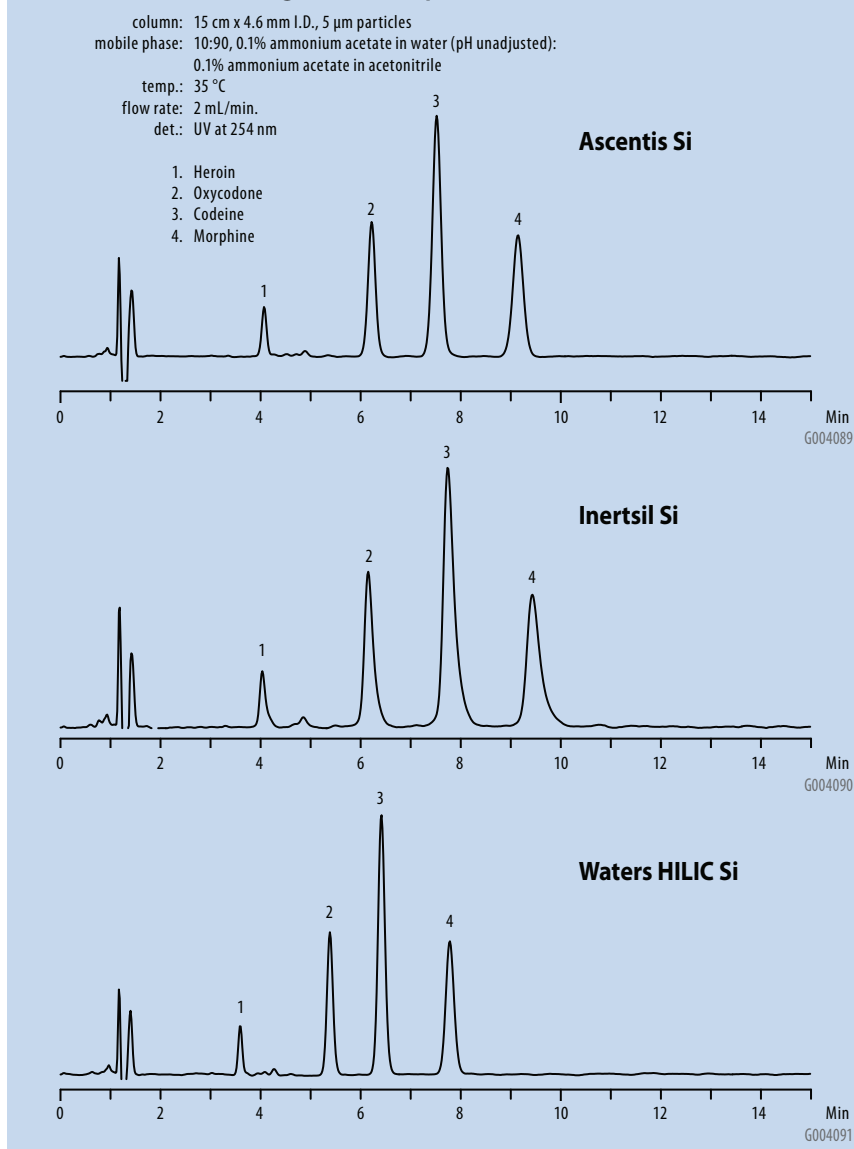 column: 15 cm x 4.6 mm I.D., 5 μm particles
mobile phase: 10:90, 0.1% ammonium acetate in water (pH unadjusted):
0.1% ammonium acetate in acetonitrile
temp.: 35 °C
flow rate: 2 mL/min.
det.: UV at 254 nm
1. Heroin
2. Oxycodone
3. Codeine
4. Morphine
Ascentis Si
1
2
3
4
0 2 4 6 8 10 12 14 Min
G004089
Inertsil Si
1
2
3
4
0 2 4 6 8 10 12 14 Min
G004090
Waters HILIC Si
1
2
3
4
0 2 4 6 8 10 12 14 Min
G004091